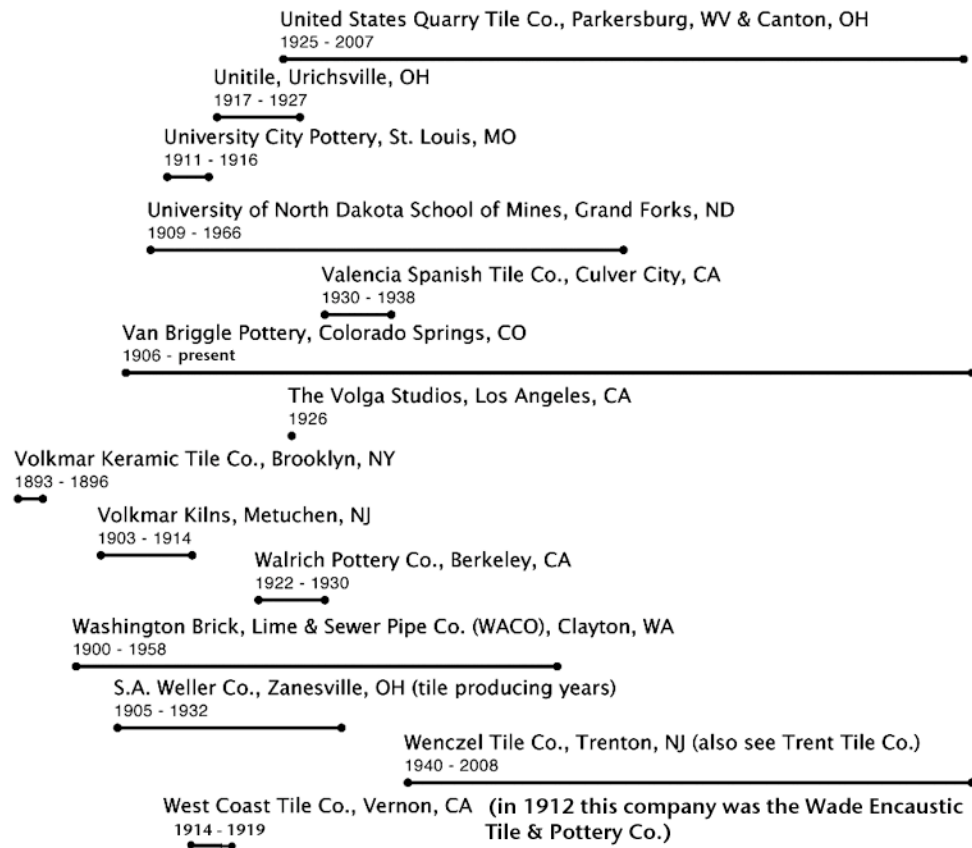 United States Quarry Tile Co., Parkersburg, WV & Canton, OH
1925 - 2007
Unitile, Urichsville, OH
1917 - 1927
University City Pottery, St. Louis, MO
1911 - 1916
University of North Dakota School of Mines, Grand Forks, ND
1909 - 1966
Valencia Spanish Tile Co., Culver City, CA
1930 - 1938
Van Briggle Pottery, Colorado Springs, CO
1906 - present
The Volga Studios, Los Angeles, CA
1926
Volkmar Keramic Tile Co., Brooklyn, NY
1893 - 1896
Volkmar Kilns, Metuchen, NJ
1903 - 1914
Walrich Pottery Co., Berkeley, CA
1922 - 1930
Washington Brick, Lime & Sewer Pipe Co. (WACO), Clayton, WA
1900 - 1958
S.A. Weller Co., Zanesville, OH (tile producing years)
1905 - 1932
Wenczel Tile Co., Trenton, NJ (also see Trent Tile Co.)
1940 - 2008
West Coast Tile Co., Vernon, CA (in 1912 this company was the Wade Encaustic
1914 - 1919 Tile & Pottery Co.)